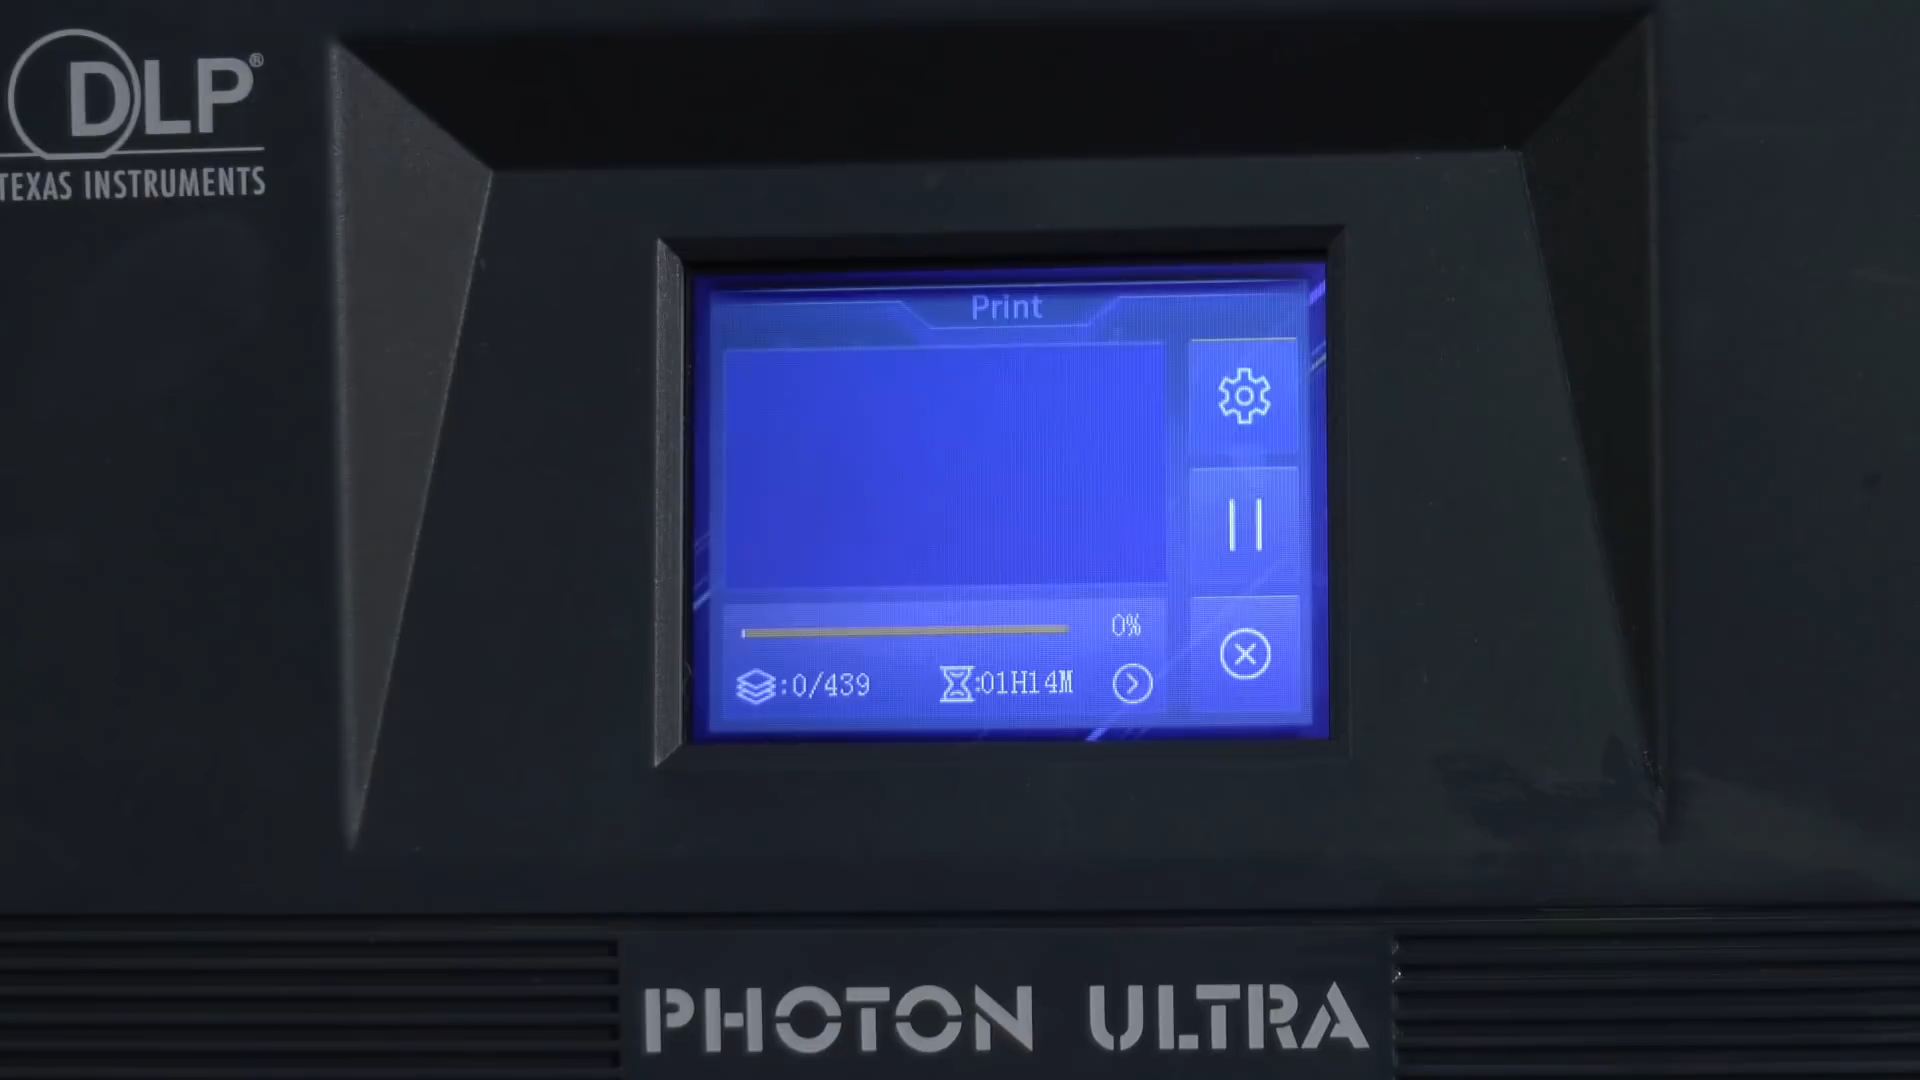 DLP®
TEXAS INSTRUMENTS
Print
0%
:0/439
:01H14M
PHOTON ULTRA